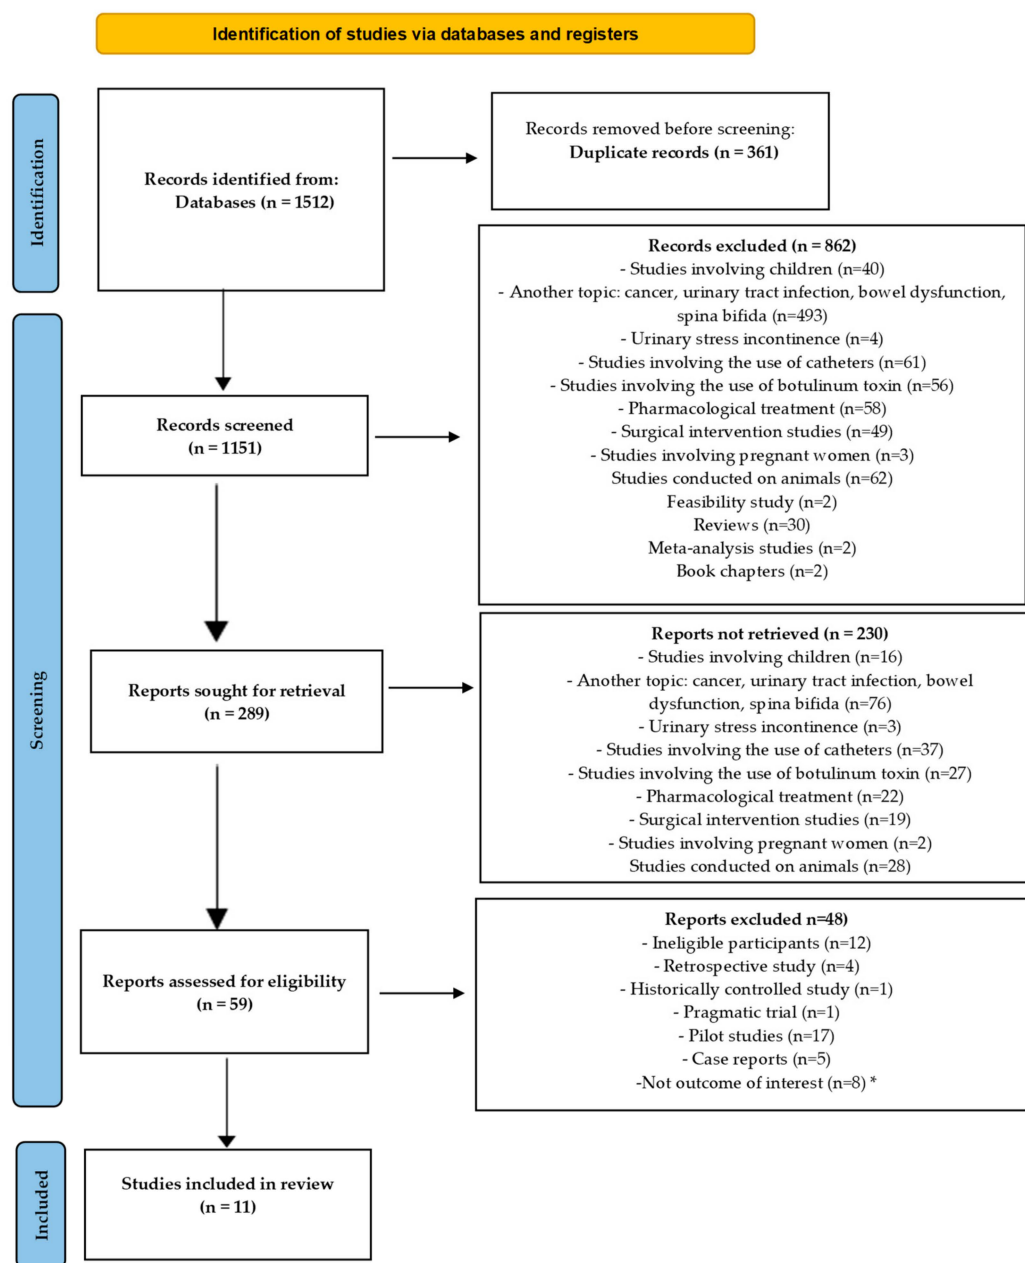 Identification of studies via databases and registers
Identification
Records identified from:
Databases (n = 1512)
Records removed before screening:
Duplicate records (n = 361)
Screening
Records screened
(n = 1151)
Records excluded (n = 862)
- Studies involving children (n=40)
- Another topic: cancer, urinary tract infection, bowel dysfunction,
spina bifida (n=493)
- Urinary stress incontinence (n=4)
- Studies involving the use of catheters (n=61)
- Studies involving the use of botulinum toxin (n=56)
- Pharmacological treatment (n=58)
- Surgical intervention studies (n=49)
- Studies involving pregnant women (n=3)
Studies conducted on animals (n=62)
Feasibility study (n=2)
Reviews (n=30)
Meta-analysis studies (n=2)
Book chapters (n=2)
Reports sought for retrieval
(n = 289)
Reports not retrieved (n = 230)
- Studies involving children (n=16)
- Another topic: cancer, urinary tract infection, bowel
dysfunction, spina bifida (n=76)
- Urinary stress incontinence (n=3)
- Studies involving the use of catheters (n=37)
- Studies involving the use of botulinum toxin (n=27)
- Pharmacological treatment (n=22)
- Surgical intervention studies (n=19)
- Studies involving pregnant women (n=2)
Studies conducted on animals (n=28)
Reports assessed for eligibility
(n = 59)
Reports excluded n=48)
- Ineligible participants (n=12)
- Retrospective study (n=4)
- Historically controlled study (n=1)
- Pragmatic trial (n=1)
- Pilot studies (n=17)
- Case reports (n=5)
-Not outcome of interest (n=8) *
Included
Studies included in review
(n = 11)